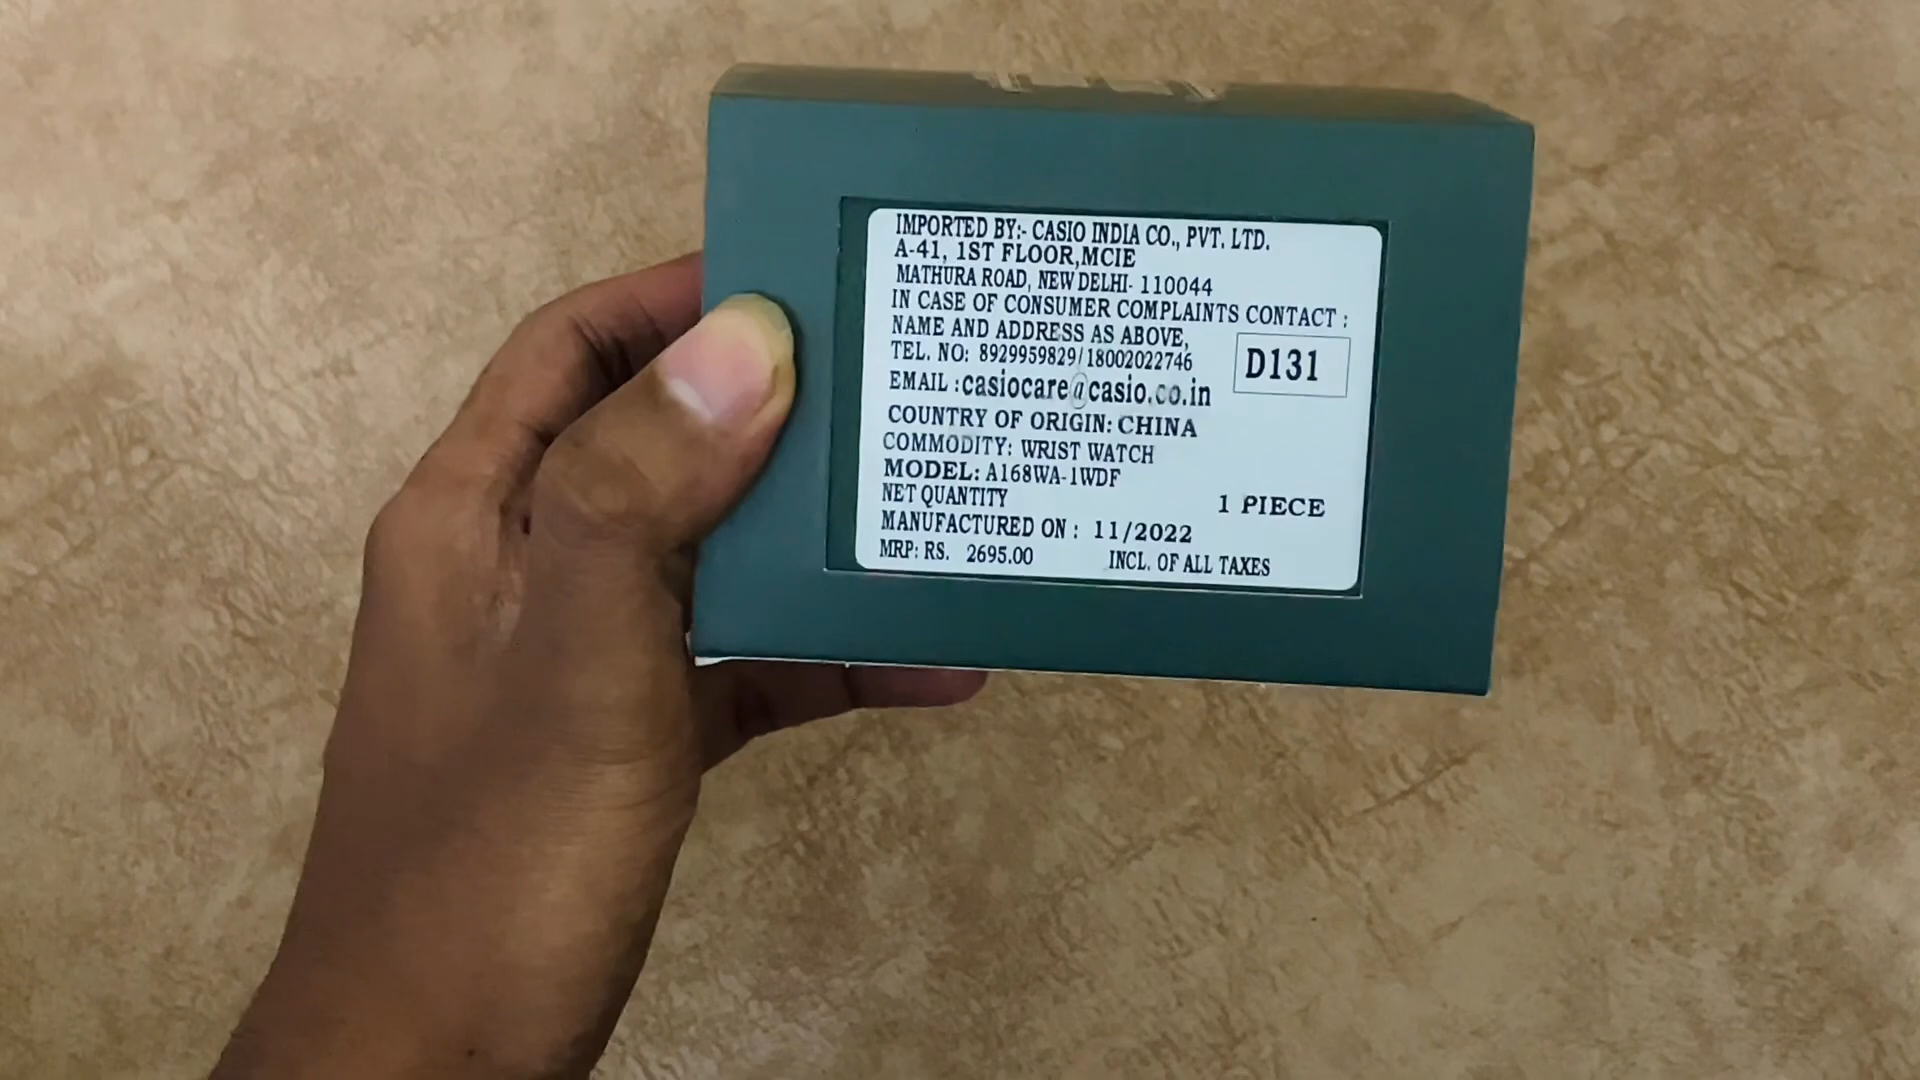 IMPORTED BY:- CASIO INDIA CO., PVT. LTD.
A-41, 1ST FLOOR,MCIE
MATHURA ROAD, NEW DELHI- 110044
IN CASE OF CONSUMER COMPLAINTS CONTACT :
NAME AND ADDRESS AS ABOVE,
TEL. NO: 8929959829/18002022746
D131
EMAIL :casiocare@casio.co.in
COUNTRY OF ORIGIN: CHINA
COMMODITY: WRIST WATCH
MODEL: A168WA-1WDF
NET QUANTITY 1 PIECE
MANUFACTURED ON : 11/2022
MRP: RS. 2695.00 INCL. OF ALL TAXES